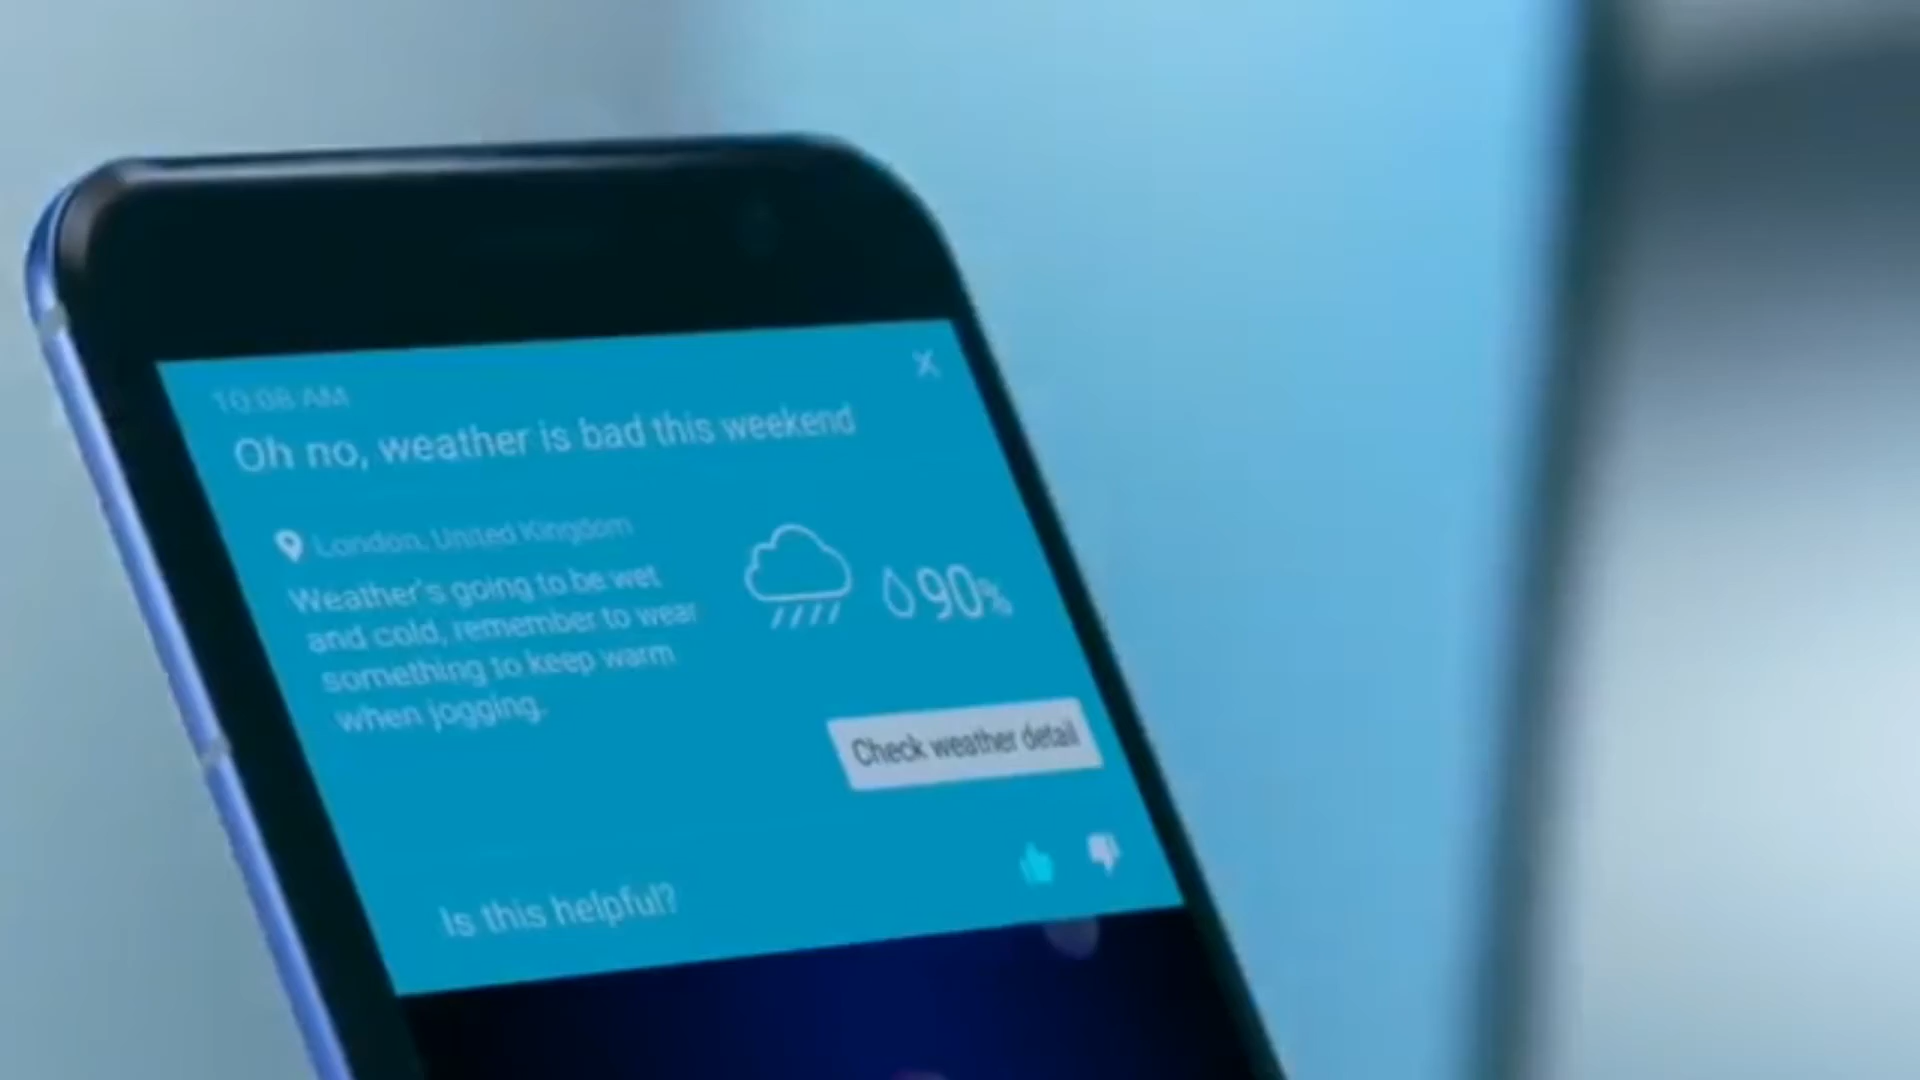 10:08 AM
Oh no, weather is bad this weekend
London, United Kingdom
Weather's going to be wet
and cold, remember to wear
something to keep warm
when jogging.
90%
Check weather detail
Is this helpful?